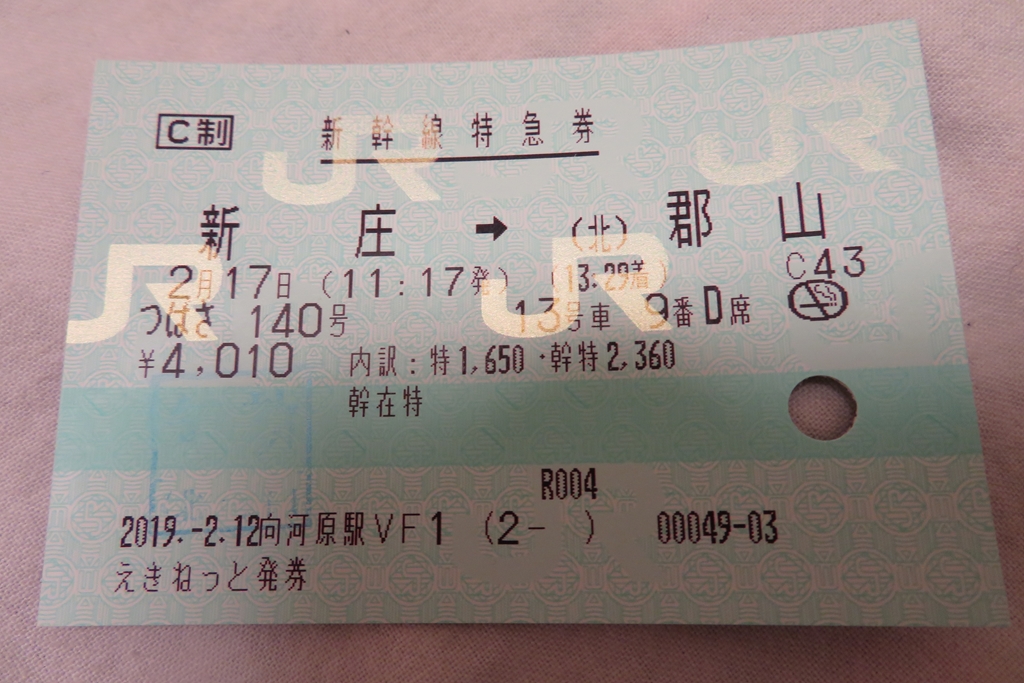 C制 新幹線特急券
新庄 → (北) 郡山
2月17日 (11:17発) (13:29着) C43
つばさ 140号 13号車 9番D席
¥4,010 内訳:特1,650・幹特2,360
幹在特
R004
2019.-2.12向河原駅VF1 (2- ) 00049-03
えきねっと発券
JR
JR
JR
JR